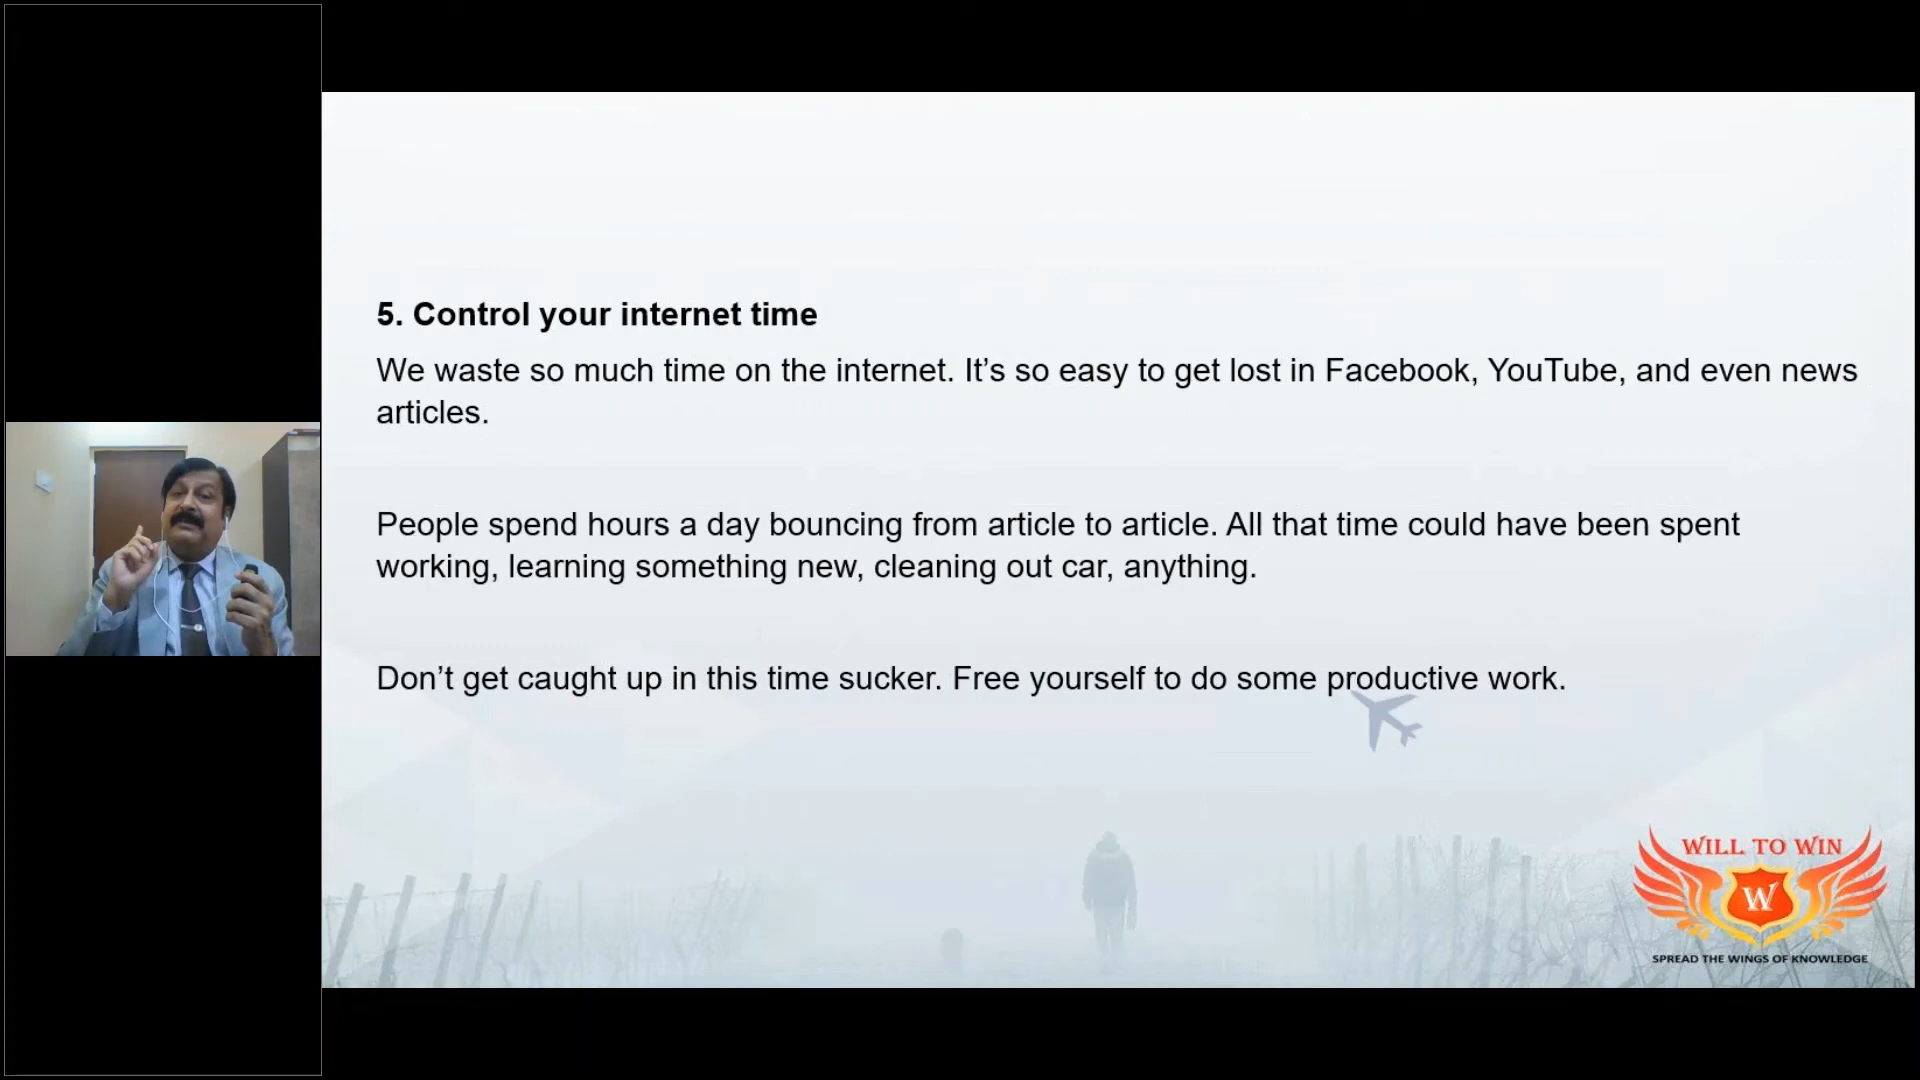 5. Control your internet time
We waste so much time on the internet. It’s so easy to get lost in Facebook, YouTube, and even news
articles.
People spend hours a day bouncing from article to article. All that time could have been spent
working, learning something new, cleaning out car, anything.
Don’t get caught up in this time sucker. Free yourself to do some productive work.
WILL TO WIN
W
SPREAD THE WINGS OF KNOWLEDGE